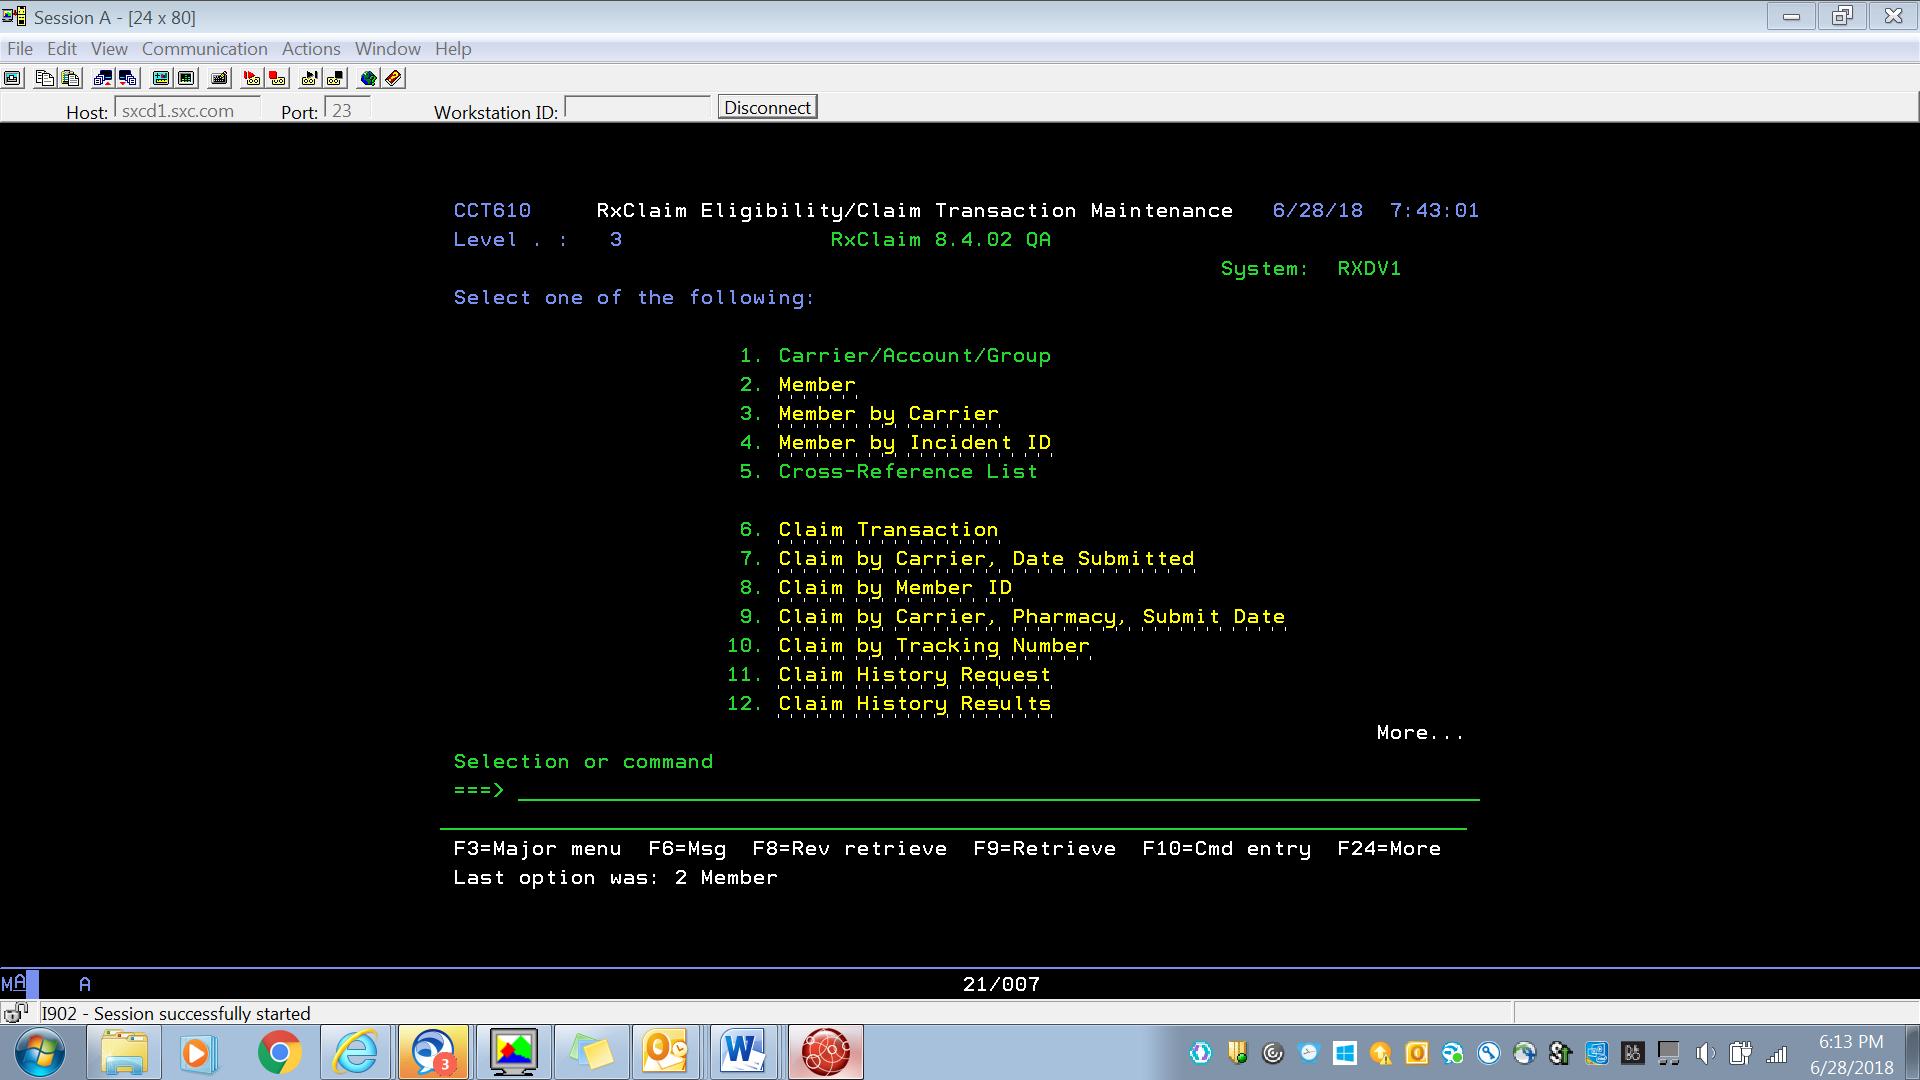 Session A - [24 x 80]
File Edit View Communication Actions Window Help
Host: sxcd1.sxc.com Port: 23 Workstation ID: Disconnect
CCT610 RxClaim Eligibility/Claim Transaction Maintenance 6/28/18 7:43:01
Level . : 3 RxClaim 8.4.02 QA
System: RXDV1
Select one of the following:
1. Carrier/Account/Group
2. Member
3. Member by Carrier
4. Member by Incident ID
5. Cross-Reference List
6. Claim Transaction
7. Claim by Carrier, Date Submitted
8. Claim by Member ID
9. Claim by Carrier, Pharmacy, Submit Date
10. Claim by Tracking Number
11. Claim History Request
12. Claim History Results
More...
Selection or command
===>
F3=Major menu F6=Msg F8=Rev retrieve F9=Retrieve F10=Cmd entry F24=More
Last option was: 2 Member
MA A 21/007
I902 - Session successfully started
3
6:13 PM
6/28/2018